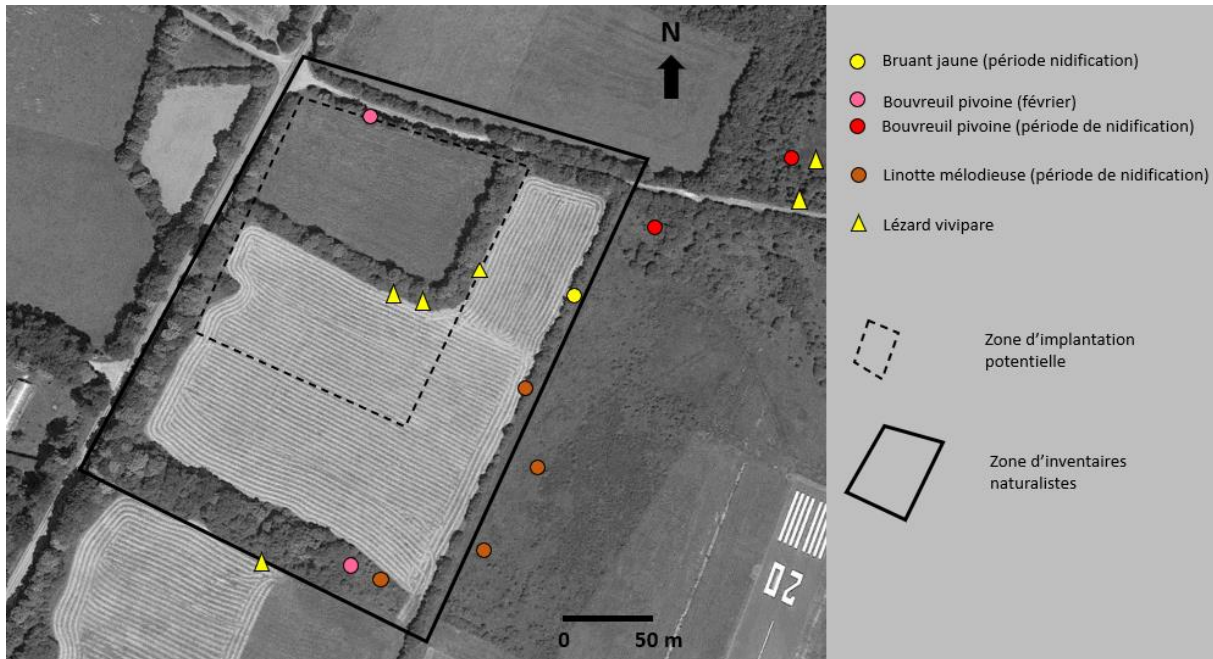 N
Bruant jaune (période nidification)
Bouvreuil pivoine (février)
Bouvreuil pivoine (période de nidification)
Linotte mélodieuse (période de nidification)
Lézard vivipare
Zone d'implantation
potentielle
Zone d'inventaires
naturalistes
0 50 m
02